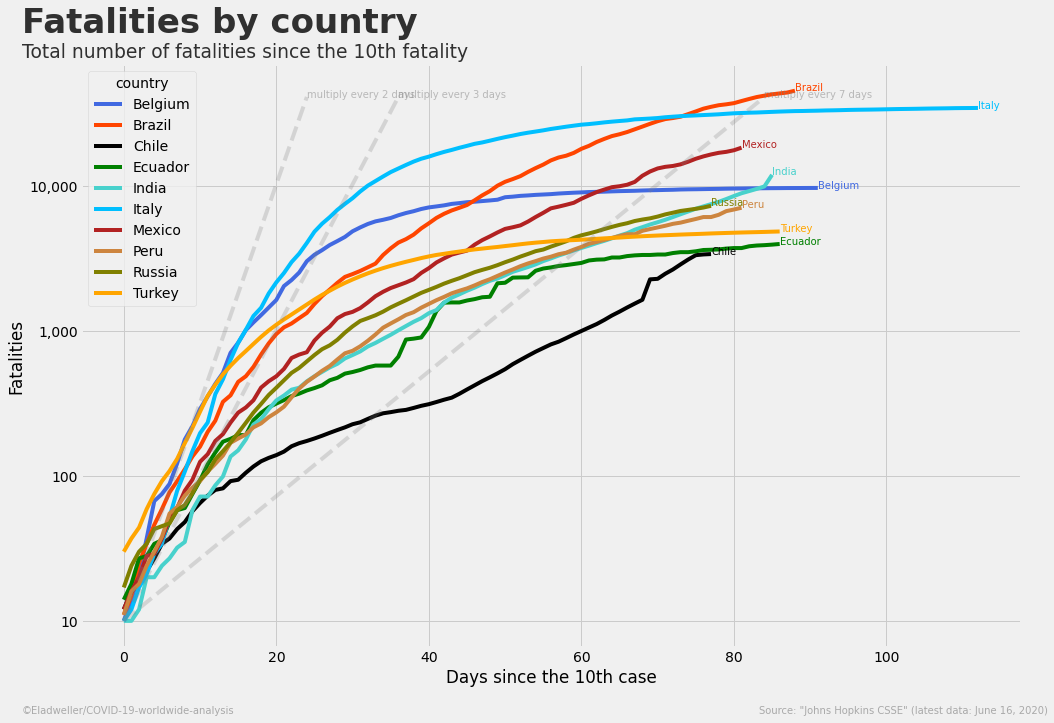 Fatalities by country
Total number of fatalities since the 10th fatality
country
Belgium
Brazil
Chile
Ecuador
India
Italy
Mexico
Peru
Russia
Turkey
multiply every 2 days
multiply every 3 days
multiply every 7 days
Brazil
Italy
Mexico
India
Belgium
Russia
Peru
Turkey
Ecuador
Chile
Fatalities
10,000
1,000
100
10
0 20 40 60 80 100
Days since the 10th case
©Eladweller/COVID-19-worldwide-analysis
Source: "Johns Hopkins CSSE" (latest data: June 16, 2020)